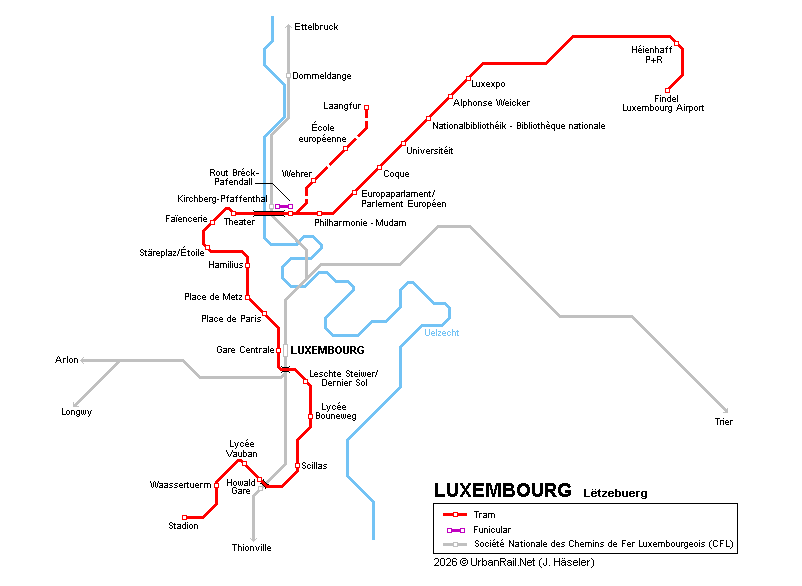 Ettelbruck
Héienhaff
P+R
Dommeldange
Luxexpo
Findel
Luxembourg Airport
Alphonse Weicker
Laangfur
Nationalbibliothéik - Bibliothèque nationale
École
européenne
Universitéit
Rout Bréck-
Pafendall
Wehrer
Coque
Kirchberg-Pfaffenthal
Europaparlament/
Parlement Européen
Faïencerie
Theater
Philharmonie - Mudam
Stäreplaz/Étoile
Hamilius
Place de Metz
Place de Paris
Uelzecht
Gare Centrale
LUXEMBOURG
Arlon
Leschte Steiwer/
Dernier Sol
Longwy
Lycée
Bouneweg
Trier
Lycée
Vauban
Scillas
Waassertuerm
Howald
Gare
Stadion
Thionville
LUXEMBOURG Lëtzebuerg
Tram
Funicular
Société Nationale des Chemins de Fer Luxembourgeois (CFL)
2026 © UrbanRail.Net (J. Häseler)